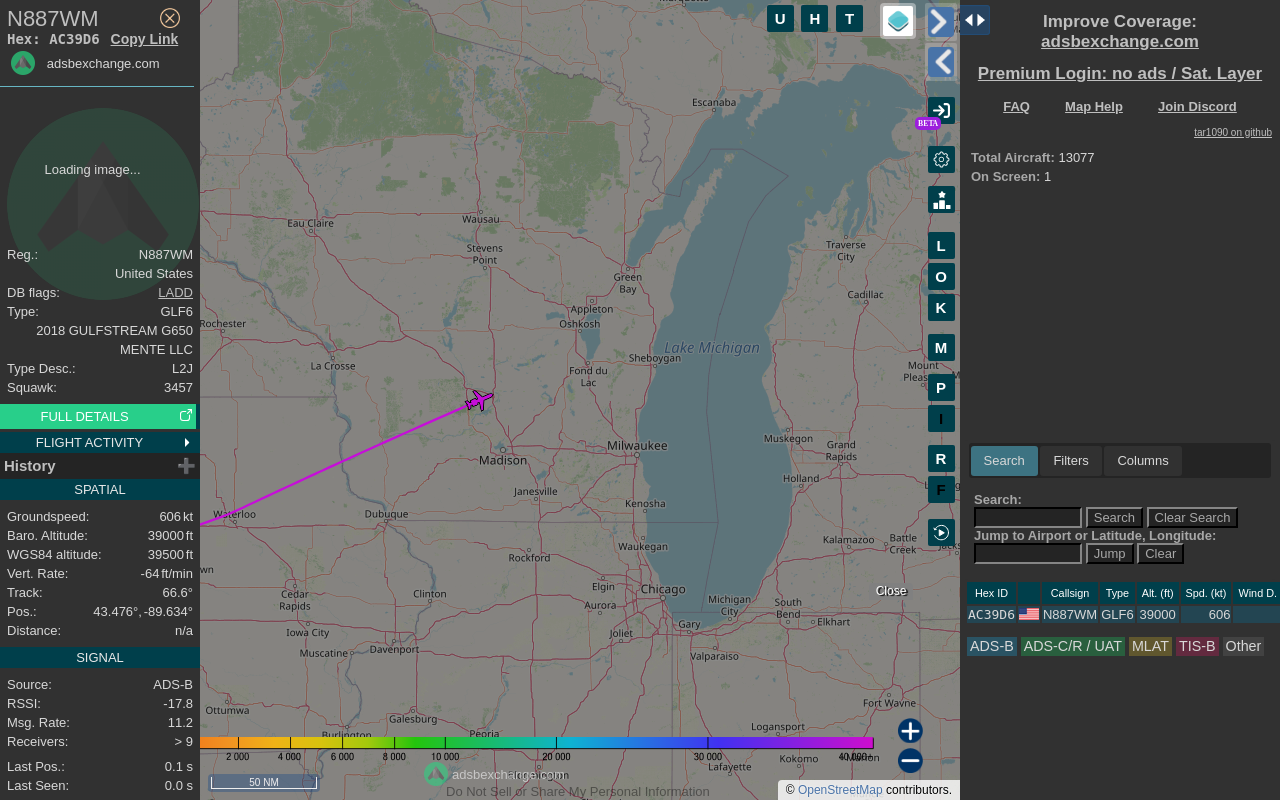 N887WM
Hex: AC39D6 Copy Link
adsbexchange.com
Loading image...
Reg.: N887WM
United States
DB flags: LADD
Type: GLF6
2018 GULFSTREAM G650
MENTE LLC
Type Desc.: L2J
Squawk: 3457
FULL DETAILS
FLIGHT ACTIVITY
History
SPATIAL
Groundspeed: 606 kt
Baro. Altitude: 39000 ft
WGS84 altitude: 39500 ft
Vert. Rate: -64 ft/min
Track: 66.6°
Pos.: 43.476°, -89.634°
Distance: n/a
SIGNAL
Source: ADS-B
RSSI: -17.8
Msg. Rate: 11.2
Receivers: > 9
Last Pos.: 0.1 s
Last Seen: 0.0 s
U H T
Escanaba
BETA
Eau Claire
Wausau
Stevens
Point
Traverse
City
Green
Bay
Cadillac
Appleton
Oshkosh
Rochester
Lake Michigan
La Crosse
Sheboygan
Fond du
Lac
Mount
L
O
K
M
P
I
R
F
Muskegon
Grand
Rapids
Milwaukee
Madison
Holland
Janesville
Kenosha
Waterloo
Dubuque
Waukegan
Kalamazoo
Battle
Creek
Rockford
Elgin
Chicago
Close
Cedar
Rapids
Clinton
Aurora
Michigan
City
South
Bend
Elkhart
Gary
Iowa City
Joliet
Davenport
Muscatine
Valparaiso
Ottumwa
Galesburg
Fort Wayne
Logansport
Burlington
Peoria
Kokomo
Marion
Lafayette
2 000 4 000 6 000 8 000 10 000 20 000 30 000 40 000+
adsbexchange.com
50 NM
Do Not Sell or Share My Personal Information
© OpenStreetMap contributors.
Improve Coverage:
adsbexchange.com
Premium Login: no ads / Sat. Layer
FAQ Map Help Join Discord
tar1090 on github
Total Aircraft: 13077
On Screen: 1
Search Filters Columns
Search:
Search Clear Search
Jump to Airport or Latitude, Longitude:
Jump Clear
Hex ID Callsign Type Alt. (ft) Spd. (kt) Wind D.
AC39D6 N887WM GLF6 39000 606
ADS-B ADS-C/R / UAT MLAT TIS-B Other